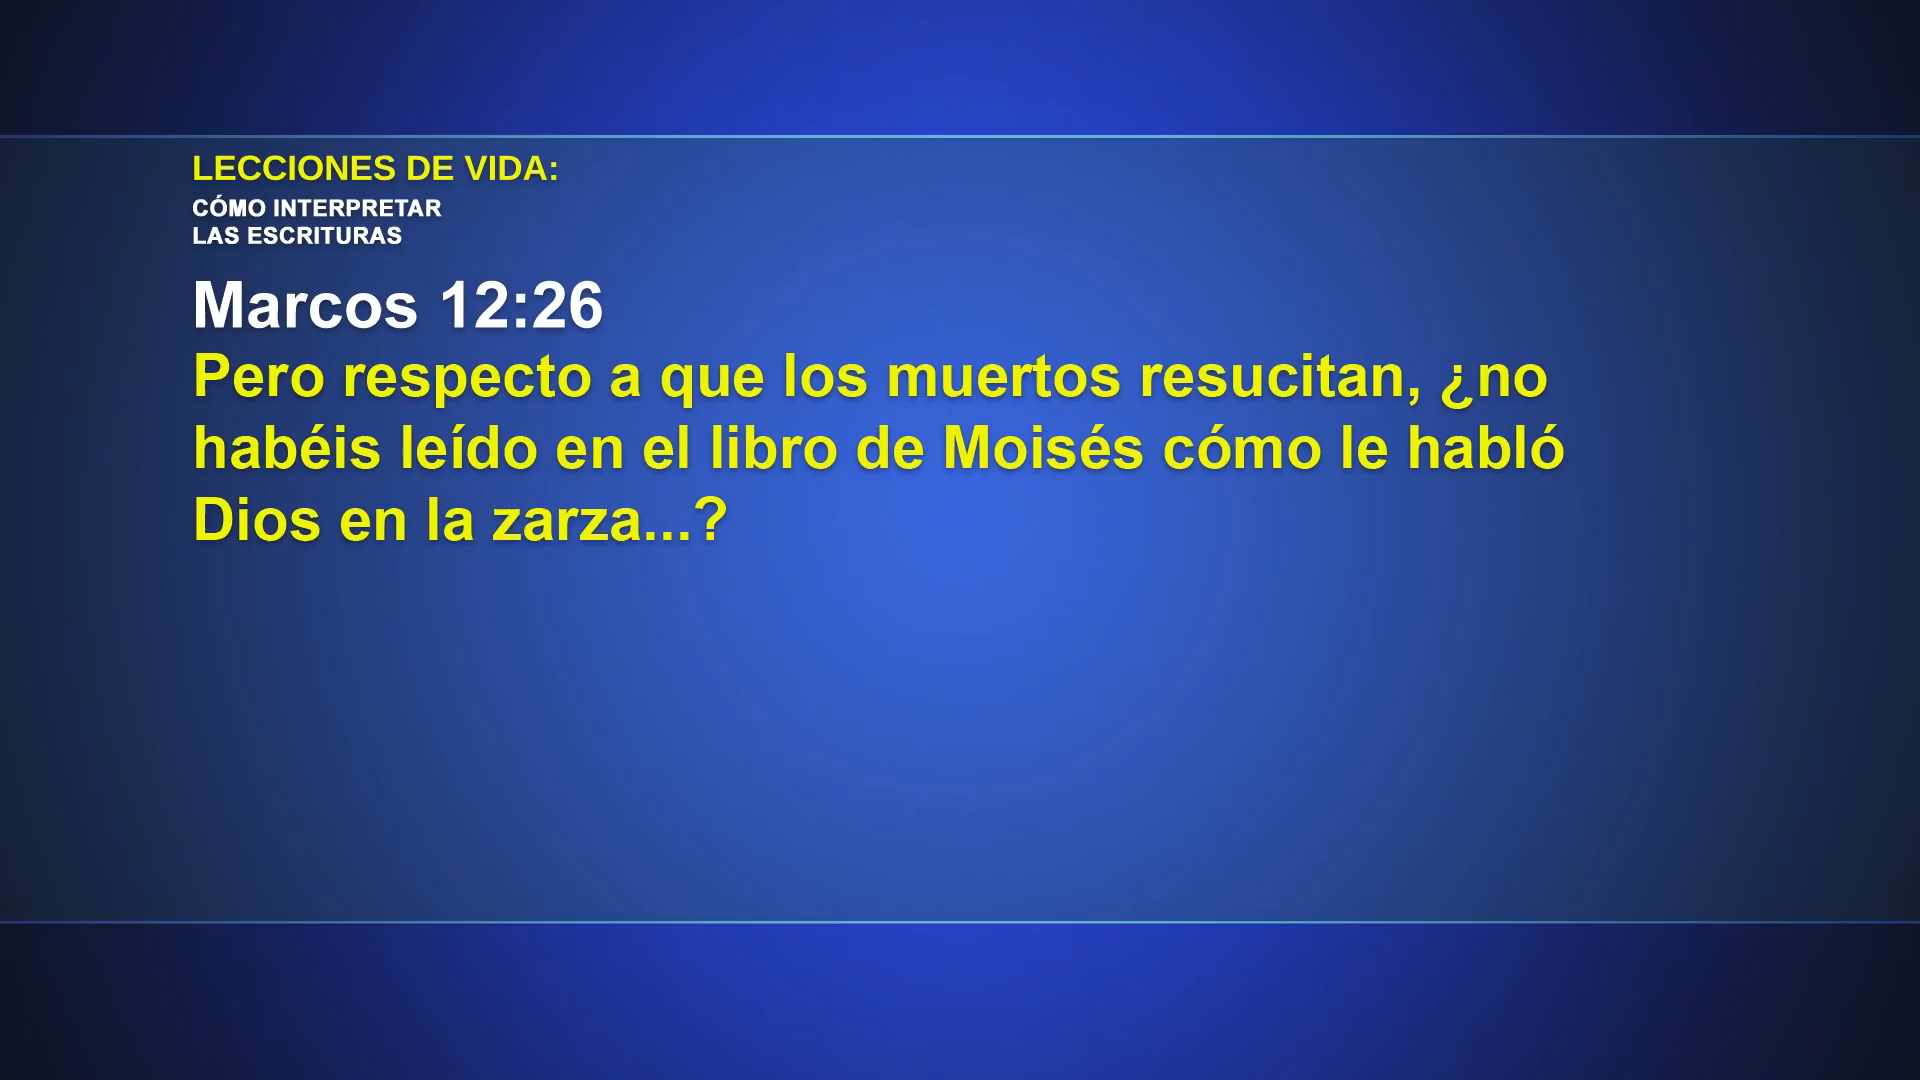 LECCIONES DE VIDA:
CÓMO INTERPRETAR
LAS ESCRITURAS
Marcos 12:26
Pero respecto a que los muertos resucitan, ¿no
habéis leído en el libro de Moisés cómo le habló
Dios en la zarza...?